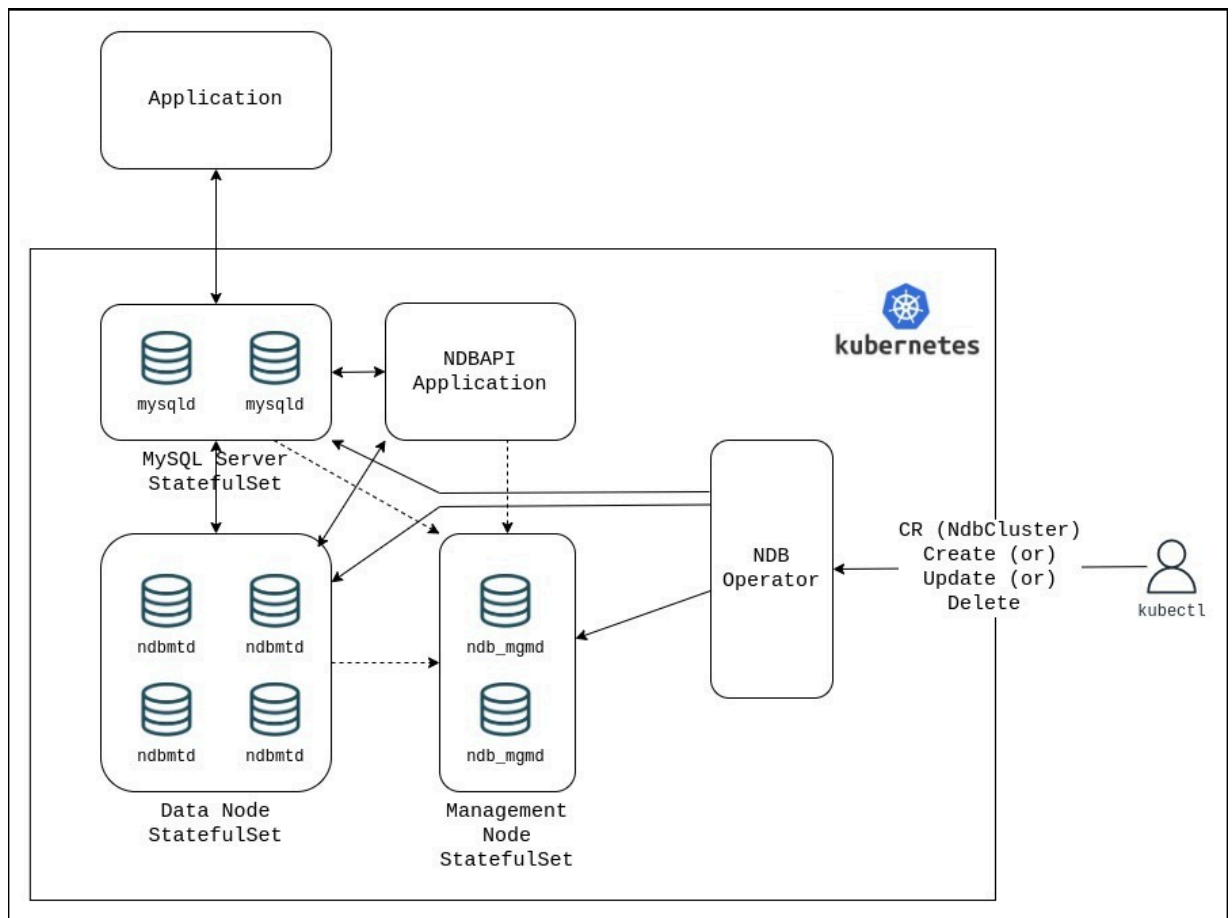 Application
kubernetes
NDBAPI
Application
mysqld
mysqld
MySQL Server
StatefulSet
NDB
Operator
CR (NdbCluster)
Create (or)
Update (or)
Delete
kubectl
ndbmtd
ndbmtd
ndb_mgmd
ndbmtd
ndbmtd
ndb_mgmd
Data Node
StatefulSet
Management
Node
StatefulSet